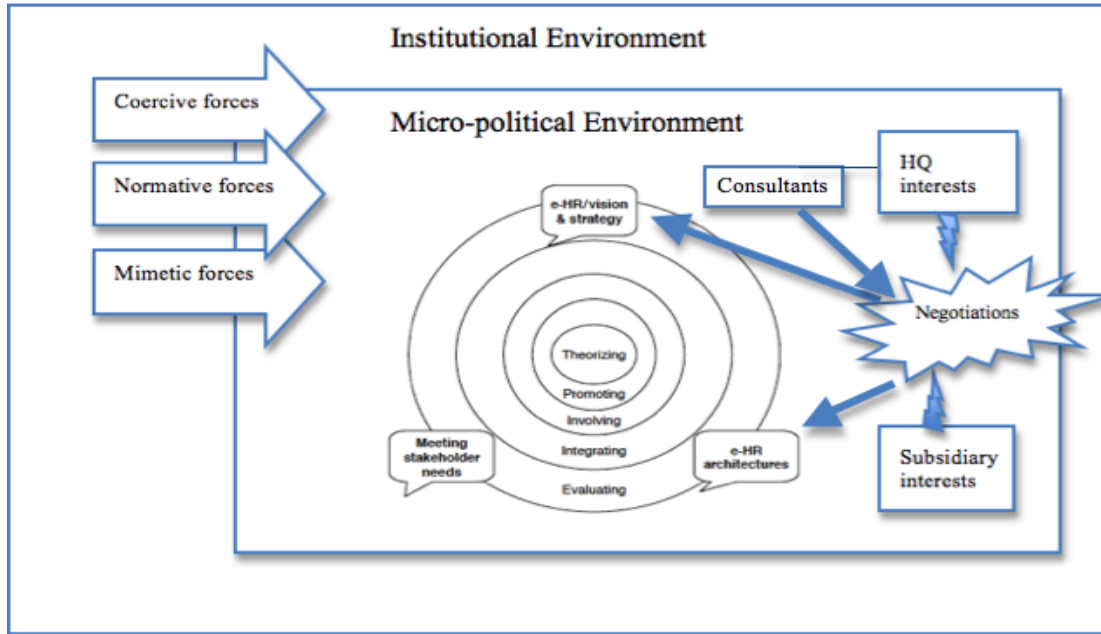 Institutional Environment
Coercive forces
Normative forces
Mimetic forces
Micro-political Environment
Consultants
HQ
interests
e-HR/vision
& strategy
Negotiations
Theorizing
Promoting
Involving
Integrating
Evaluating
Meeting
stakeholder
needs
e-HR
architectures
Subsidiary
interests